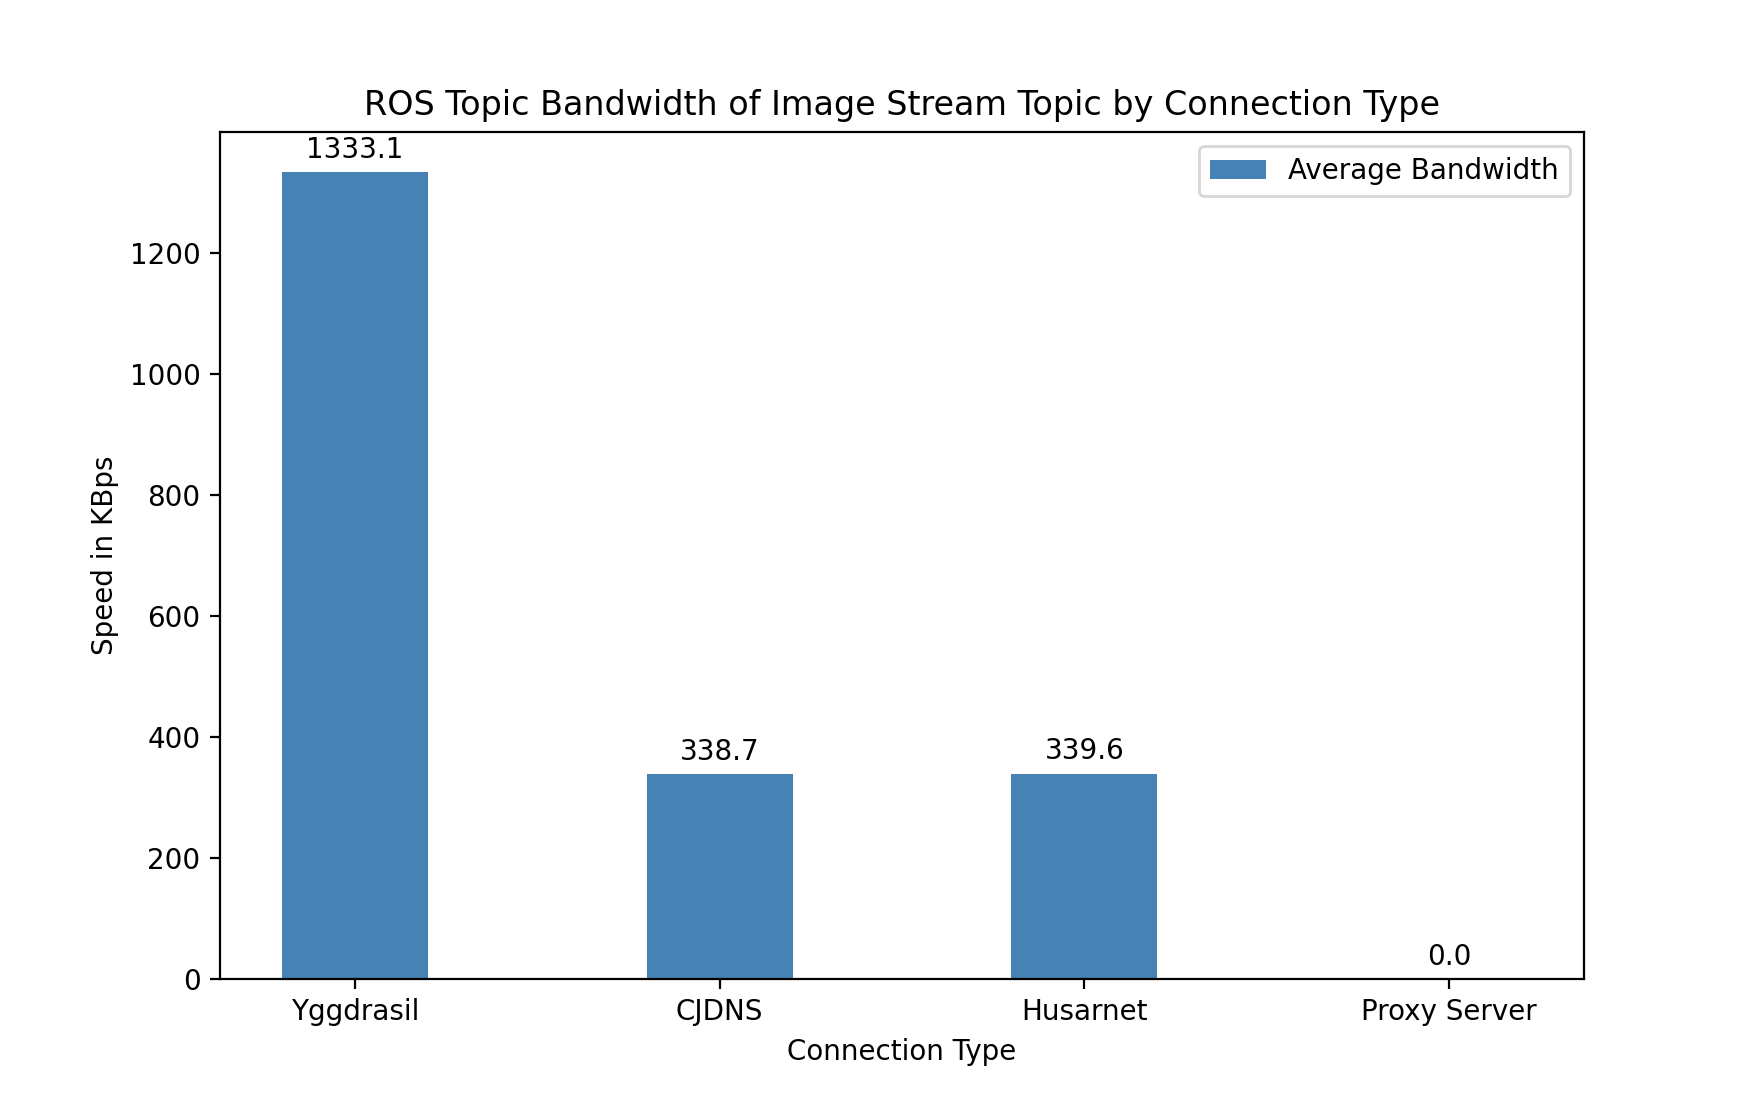 ROS Topic Bandwidth of Image Stream Topic by Connection Type
Average Bandwidth
1333.1
338.7
339.6
0.0
1200
1000
800
600
400
200
0
Speed in KBps
Yggdrasil
CJDNS
Husarnet
Proxy Server
Connection Type